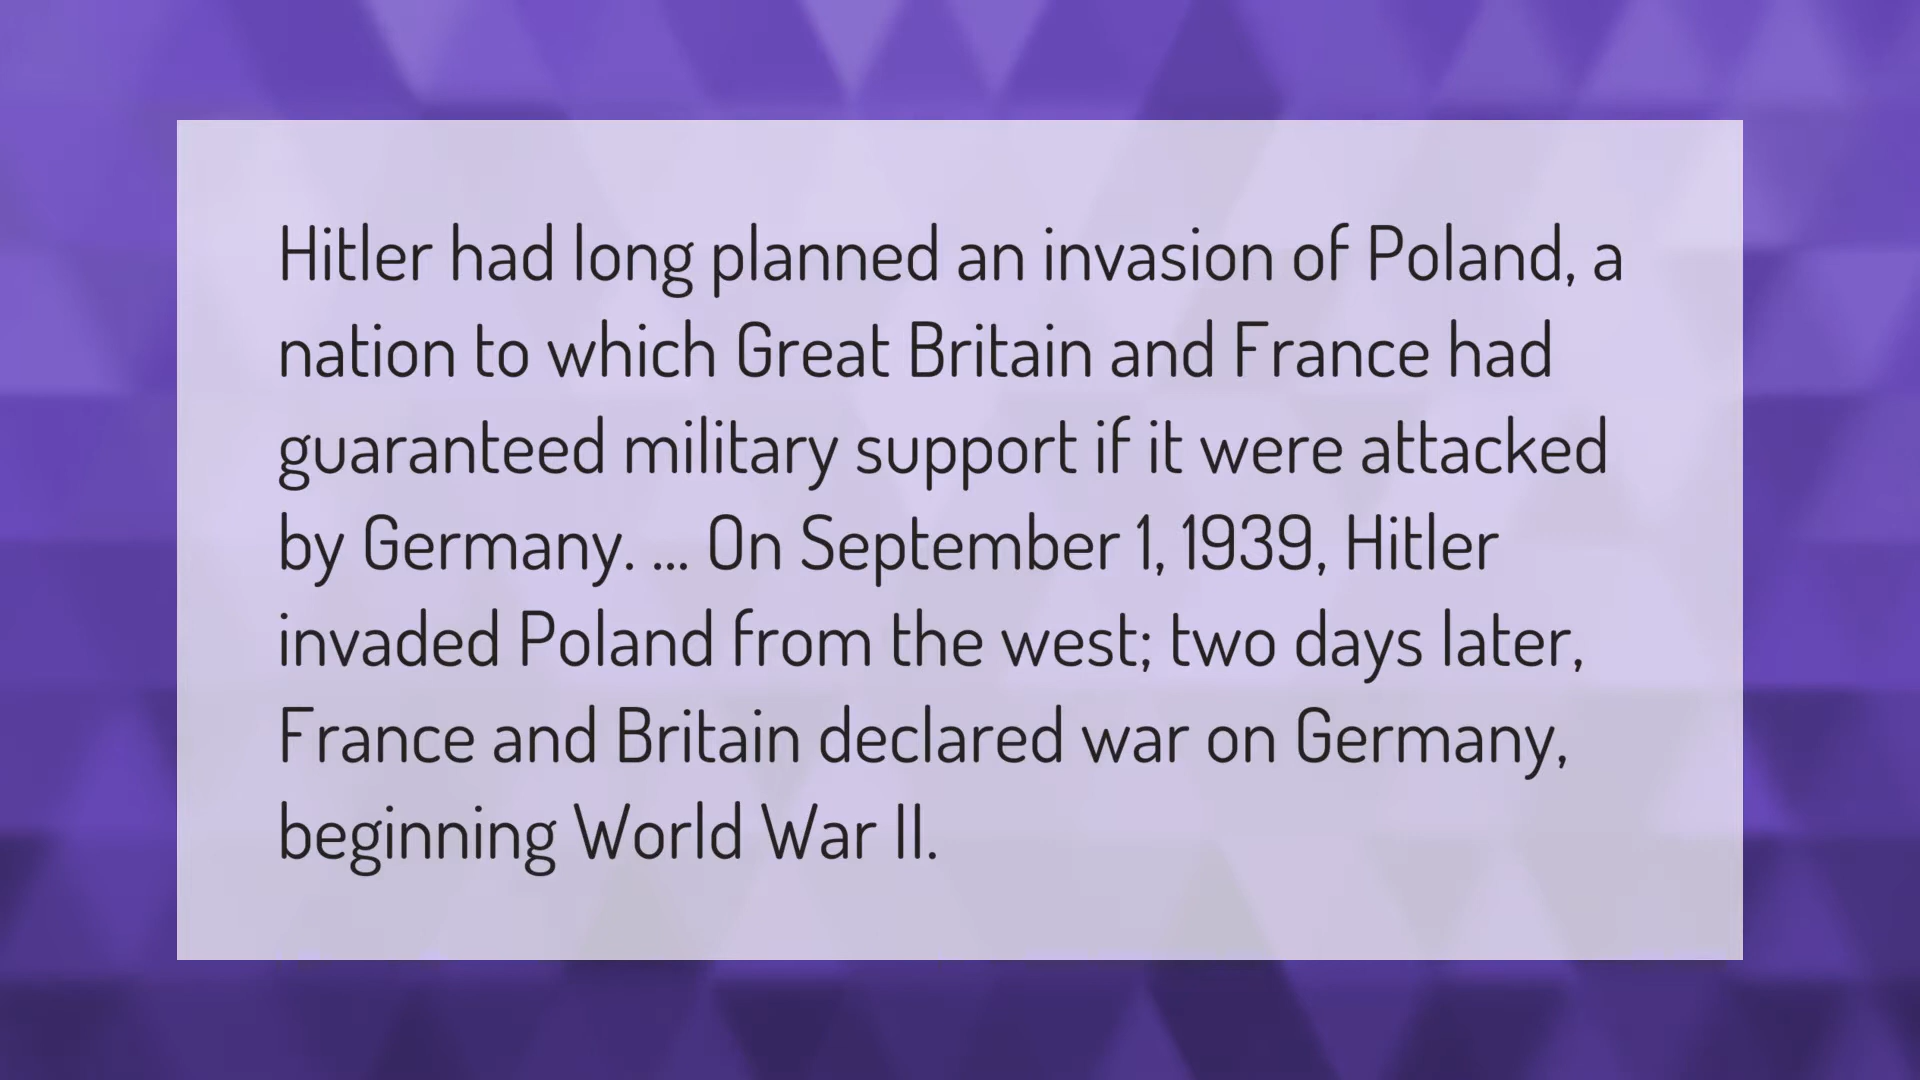 Hitler had long planned an invasion of Poland, a
nation to which Great Britain and France had
guaranteed military support if it were attacked
by Germany. ... On September 1, 1939, Hitler
invaded Poland from the west; two days later,
France and Britain declared war on Germany,
beginning World War II.